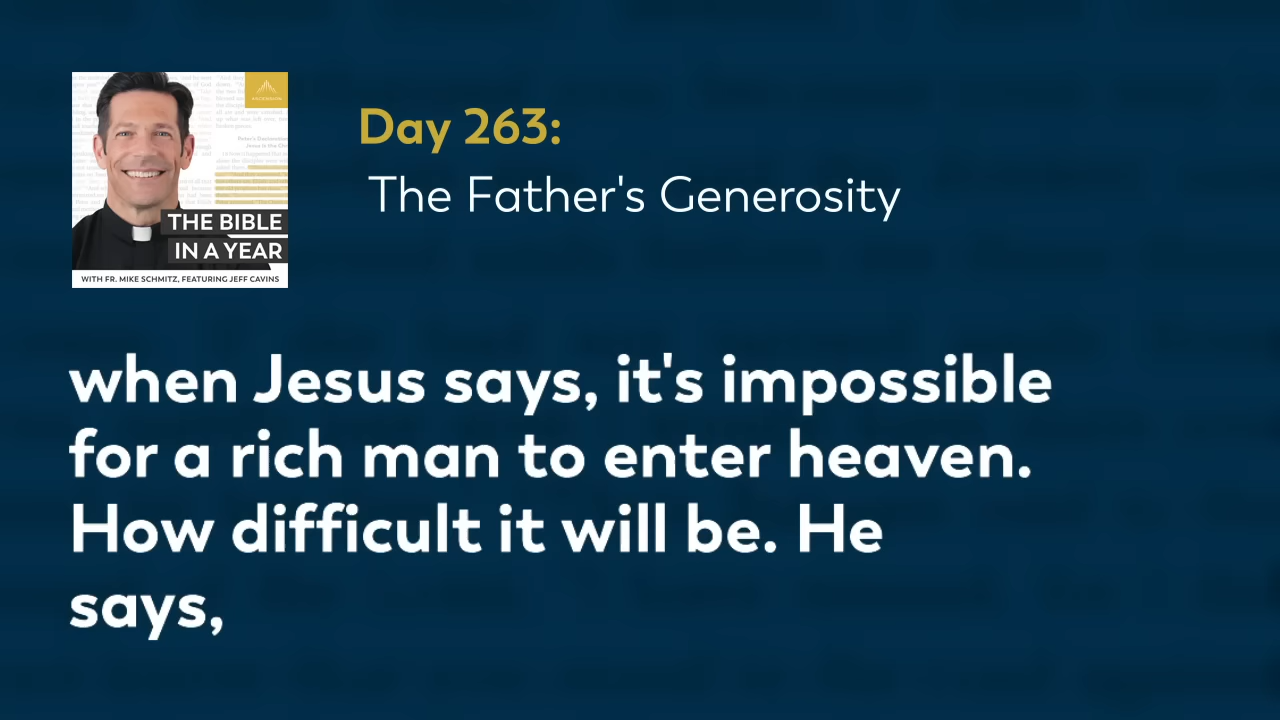 ASCENSION
THE BIBLE
IN A YEAR
WITH FR. MIKE SCHMITZ, FEATURING JEFF CAVINS
Day 263:
The Father's Generosity
when Jesus says, it's impossible
for a rich man to enter heaven.
How difficult it will be. He
says,